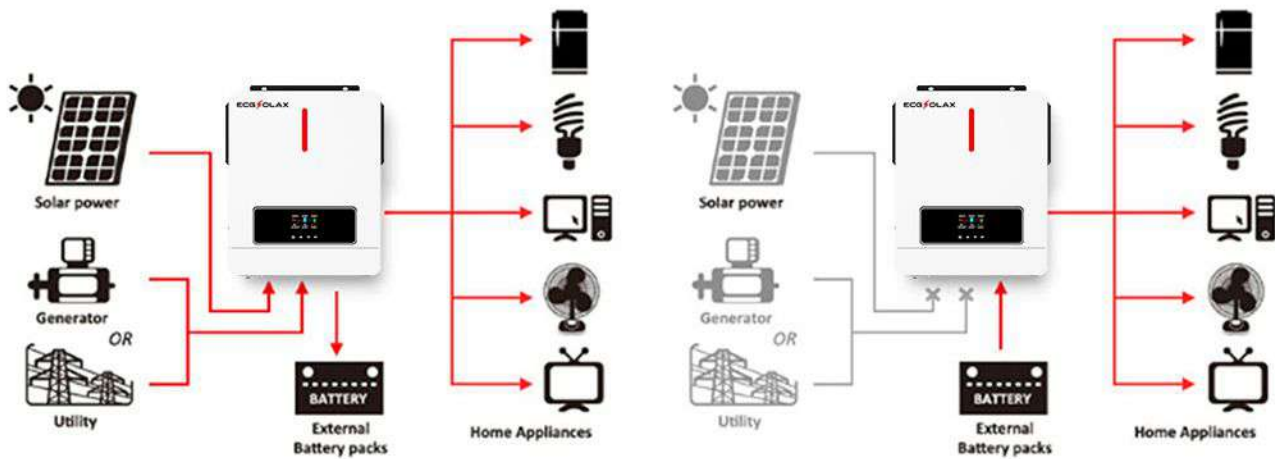 ECGSOLAX
Solar power
Generator
OR
Utility
BATTERY
External
Battery packs
Home Appliances
ECGSOLAX
Solar power
Generator
OR
Utility
BATTERY
External
Battery packs
Home Appliances